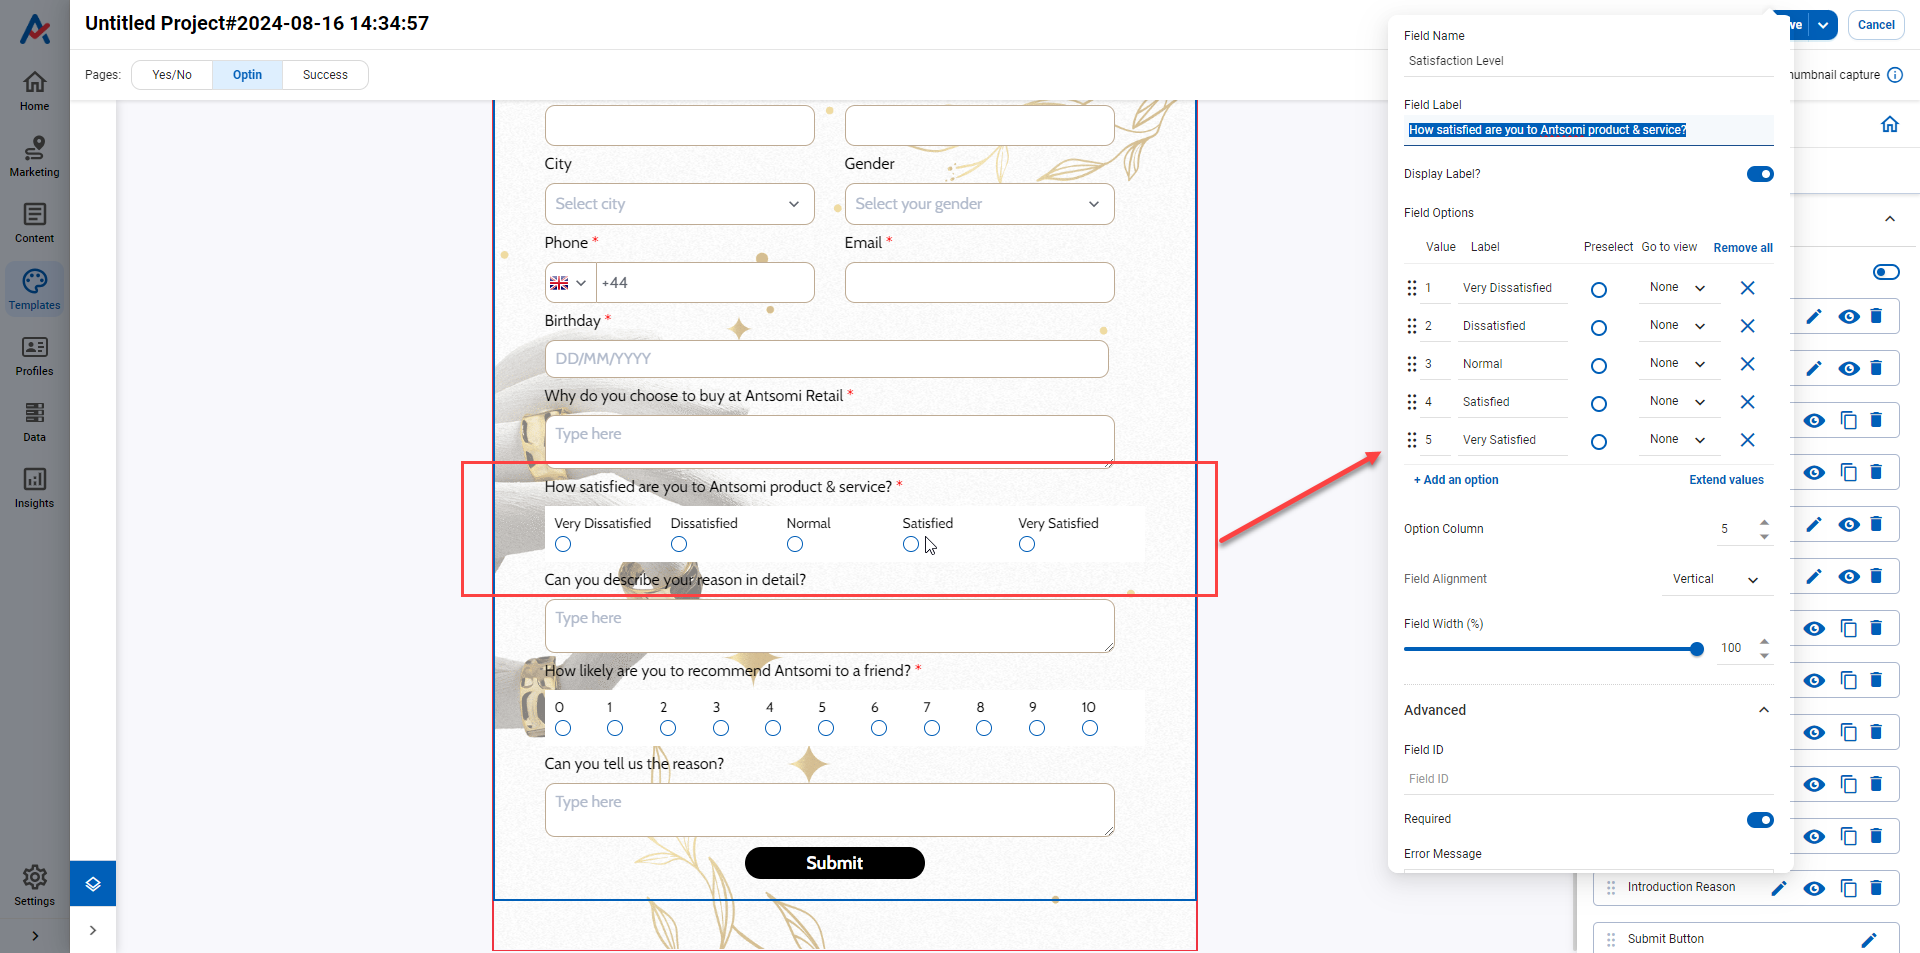 Untitled Project#2024-08-16 14:34:57
Cancel
Pages:
Yes/No
Optin
Success
Home
Marketing
Content
Templates
Profiles
Data
Insights
Settings
City
Gender
Select city
Select your gender
Phone *
Email *
+44
Birthday *
DD/MM/YYYY
Why do you choose to buy at Antsomi Retail *
Type here
How satisfied are you to Antsomi product & service? *
Very Dissatisfied
Dissatisfied
Normal
Satisfied
Very Satisfied
Can you describe your reason in detail?
Type here
How likely are you to recommend Antsomi to a friend? *
0 1 2 3 4 5 6 7 8 9 10
Can you tell us the reason?
Type here
Submit
Field Name
Satisfaction Level
Field Label
How satisfied are you to Antsomi product & service?
Display Label?
Field Options
Value Label Preselect Go to view Remove all
1 Very Dissatisfied None
2 Dissatisfied None
3 Normal None
4 Satisfied None
5 Very Satisfied None
+ Add an option Extend values
Option Column 5
Field Alignment Vertical
Field Width (%)
100
Advanced
Field ID
Field ID
Required
Error Message
capture
Introduction Reason
Submit Button